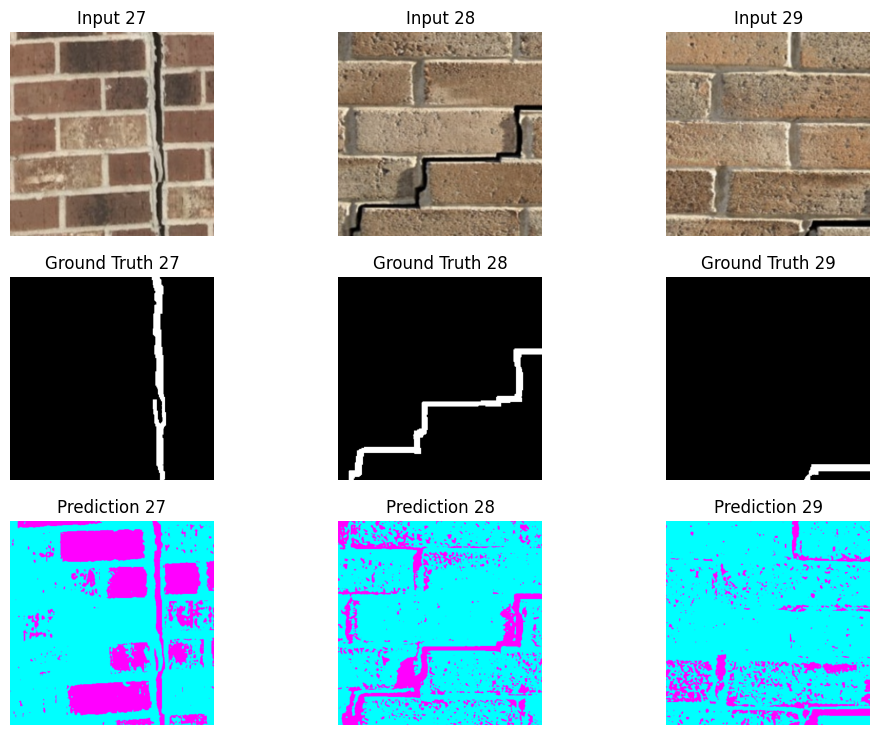 Input 27
Input 28
Input 29
Ground Truth 27
Ground Truth 28
Ground Truth 29
Prediction 27
Prediction 28
Prediction 29